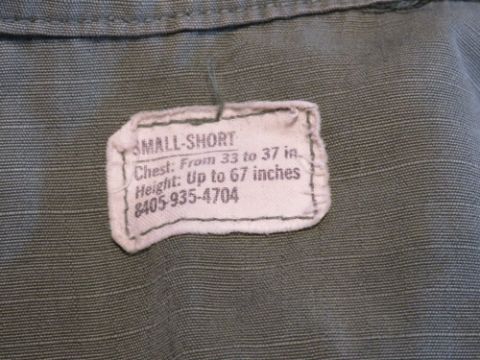 SMALL-SHORT
Chest: From 33 to 37 in
Height: Up to 67 inches
8405-935-4704